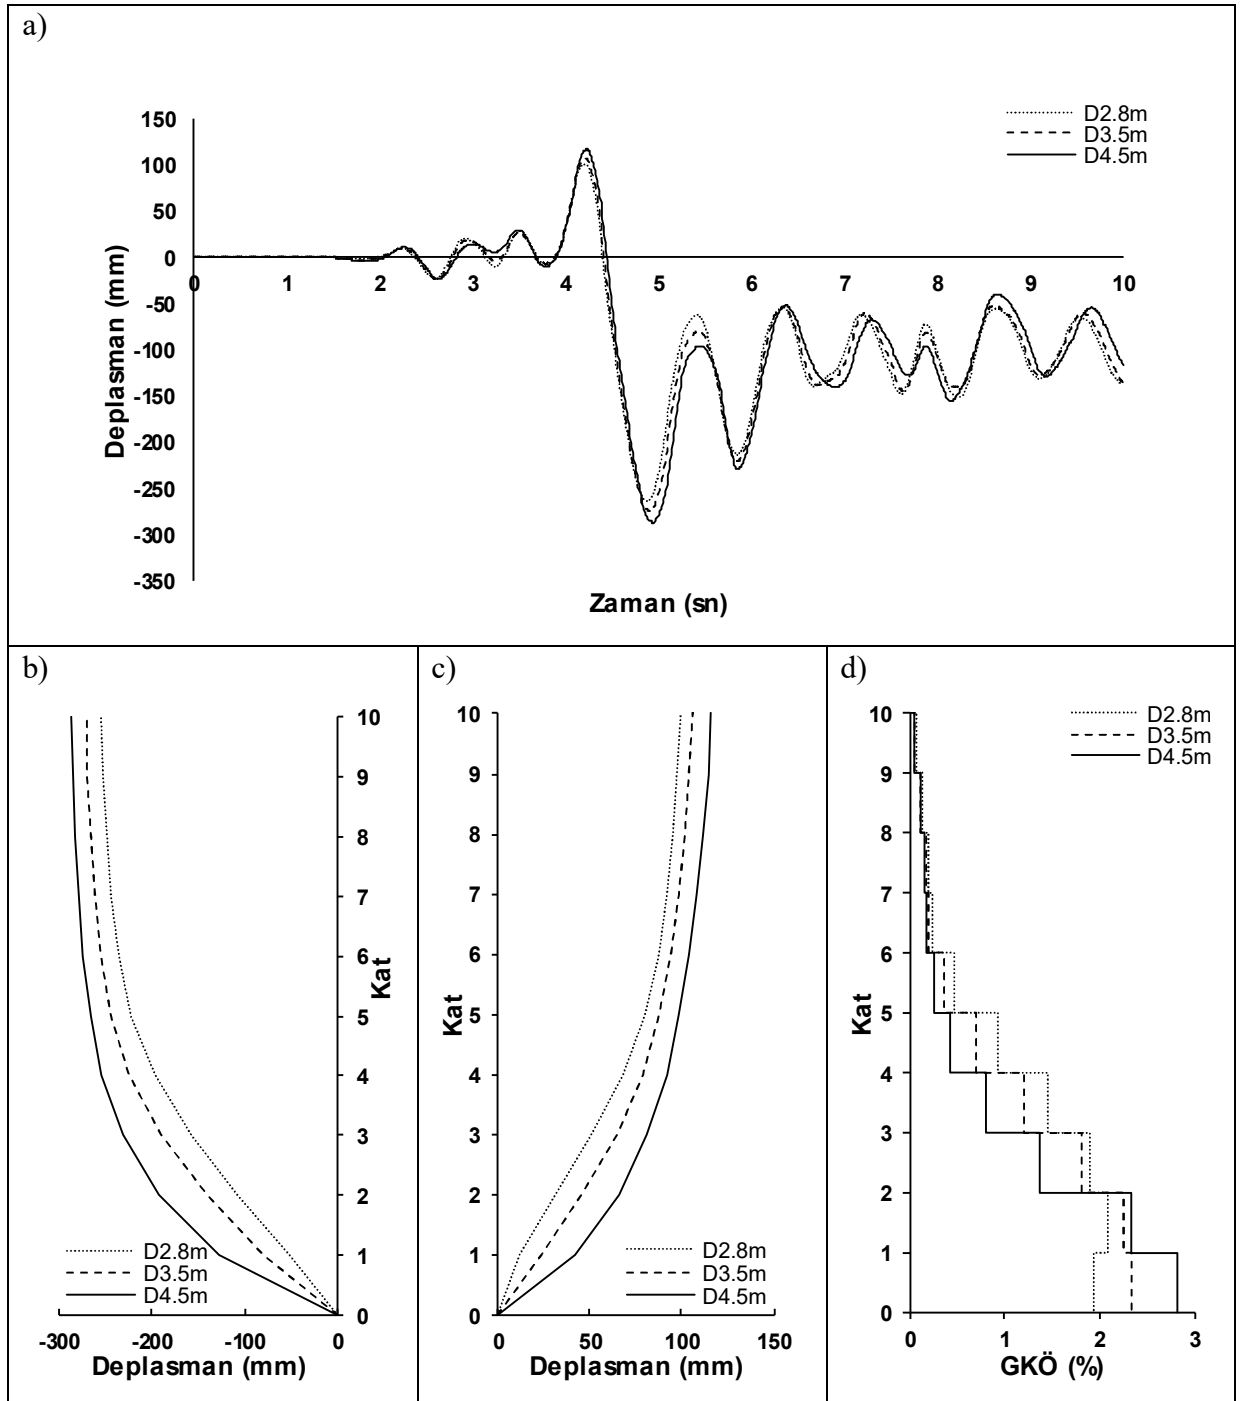 a)
D2.8m
D3.5m
D4.5m
150
100
50
0
-50
-100
-150
-200
-250
-300
-350
Deplasman (mm)
0 1 2 3 4 5 6 7 8 9 10
Zaman (sn)
b)
10
9
8
7
6
5
4
3
2
1
0
Kat
D2.8m
D3.5m
D4.5m
-300 -200 -100 0
Deplasman (mm)
c)
10
9
8
7
6
5
4
3
2
1
0
Kat
D2.8m
D3.5m
D4.5m
0 50 100 150
Deplasman (mm)
d)
D2.8m
D3.5m
D4.5m
10
9
8
7
6
5
4
3
2
1
0
Kat
0 1 2 3
GKÖ (%)